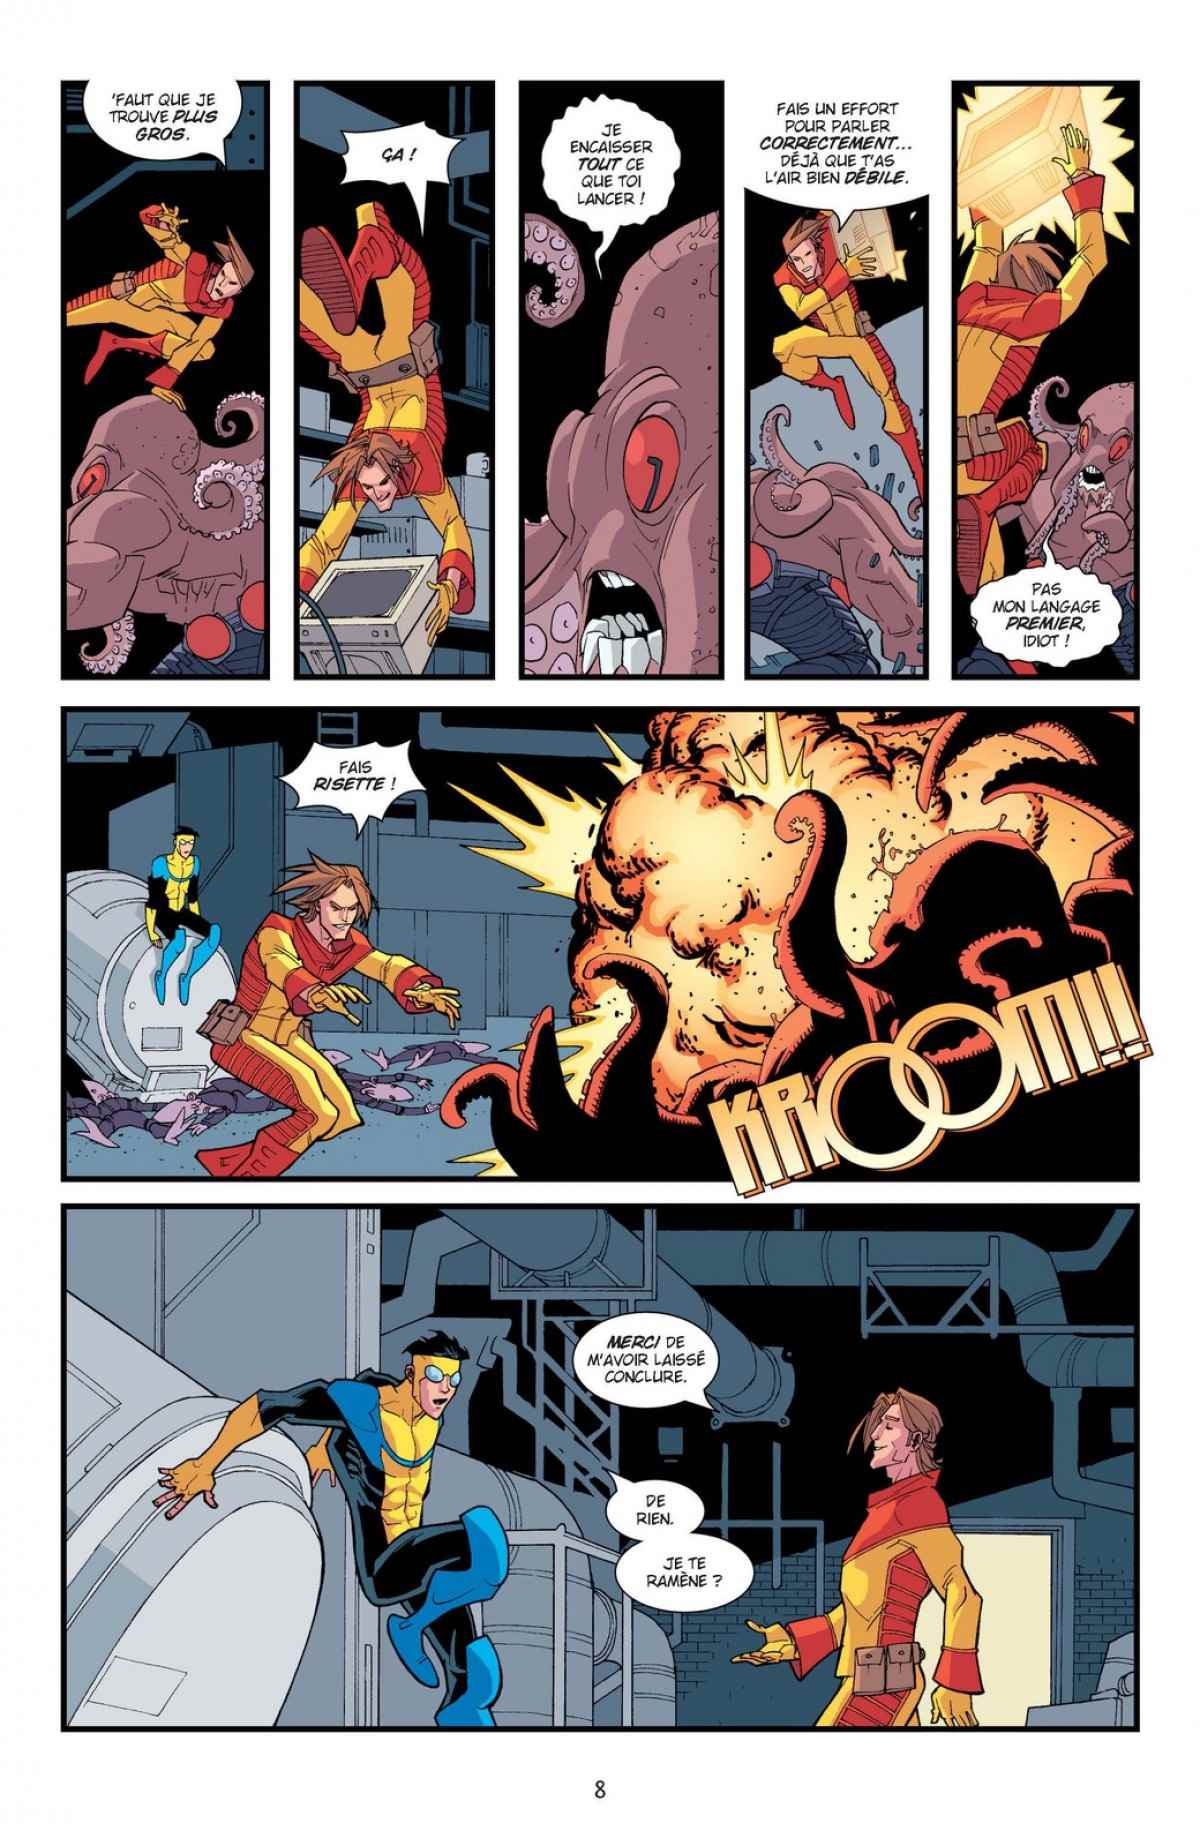 'FAUT QUE JE
TROUVE PLUS
GROS.
ÇA !
JE
ENCAISSER
TOUT CE
QUE TOI
LANCER !
FAIS UN EFFORT
POUR PARLER
CORRECTEMENT...
DÉJÀ QUE T'AS
L'AIR BIEN DÉBILE.
PAS
MON LANGAGE
PREMIER,
IDIOT !
FAIS
RISETTE !
KROOOM!!
MERCI DE
M'AVOIR LAISSÉ
CONCLURE.
DE
RIEN.
JE TE
RAMÈNE ?
8